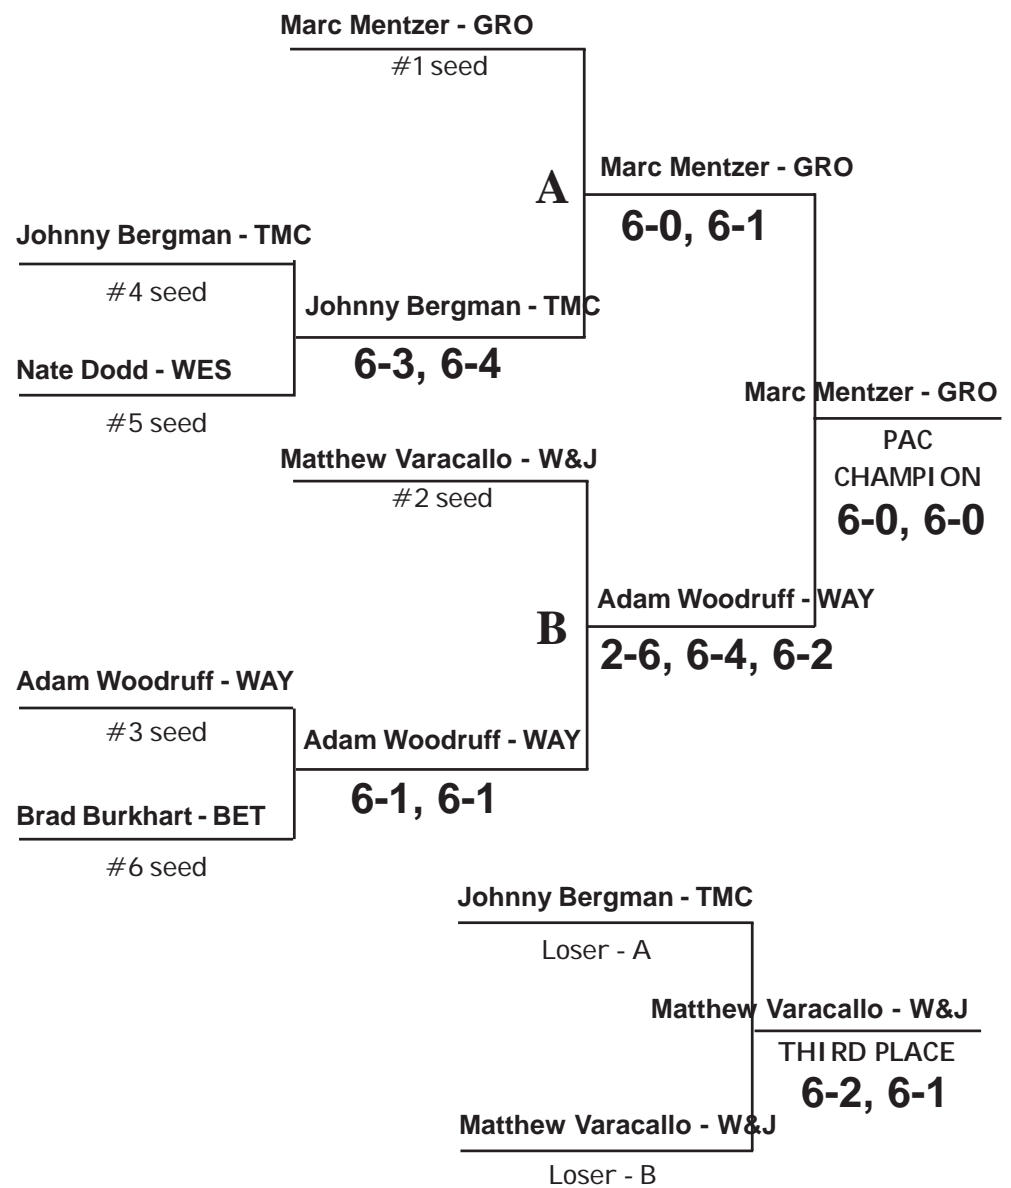 Marc Mentzer - GRO
#1 seed
A
Marc Mentzer - GRO
6-0, 6-1
Johnny Bergman - TMC
#4 seed
Johnny Bergman - TMC
6-3, 6-4
Nate Dodd - WES
#5 seed
Marc Mentzer - GRO
PAC
CHAMPION
6-0, 6-0
Matthew Varacallo - W&J
#2 seed
B
Adam Woodruff - WAY
2-6, 6-4, 6-2
Adam Woodruff - WAY
#3 seed
Adam Woodruff - WAY
6-1, 6-1
Brad Burkhart - BET
#6 seed
Johnny Bergman - TMC
Loser - A
Matthew Varacallo - W&J
THIRD PLACE
6-2, 6-1
Matthew Varacallo - W&J
Loser - B